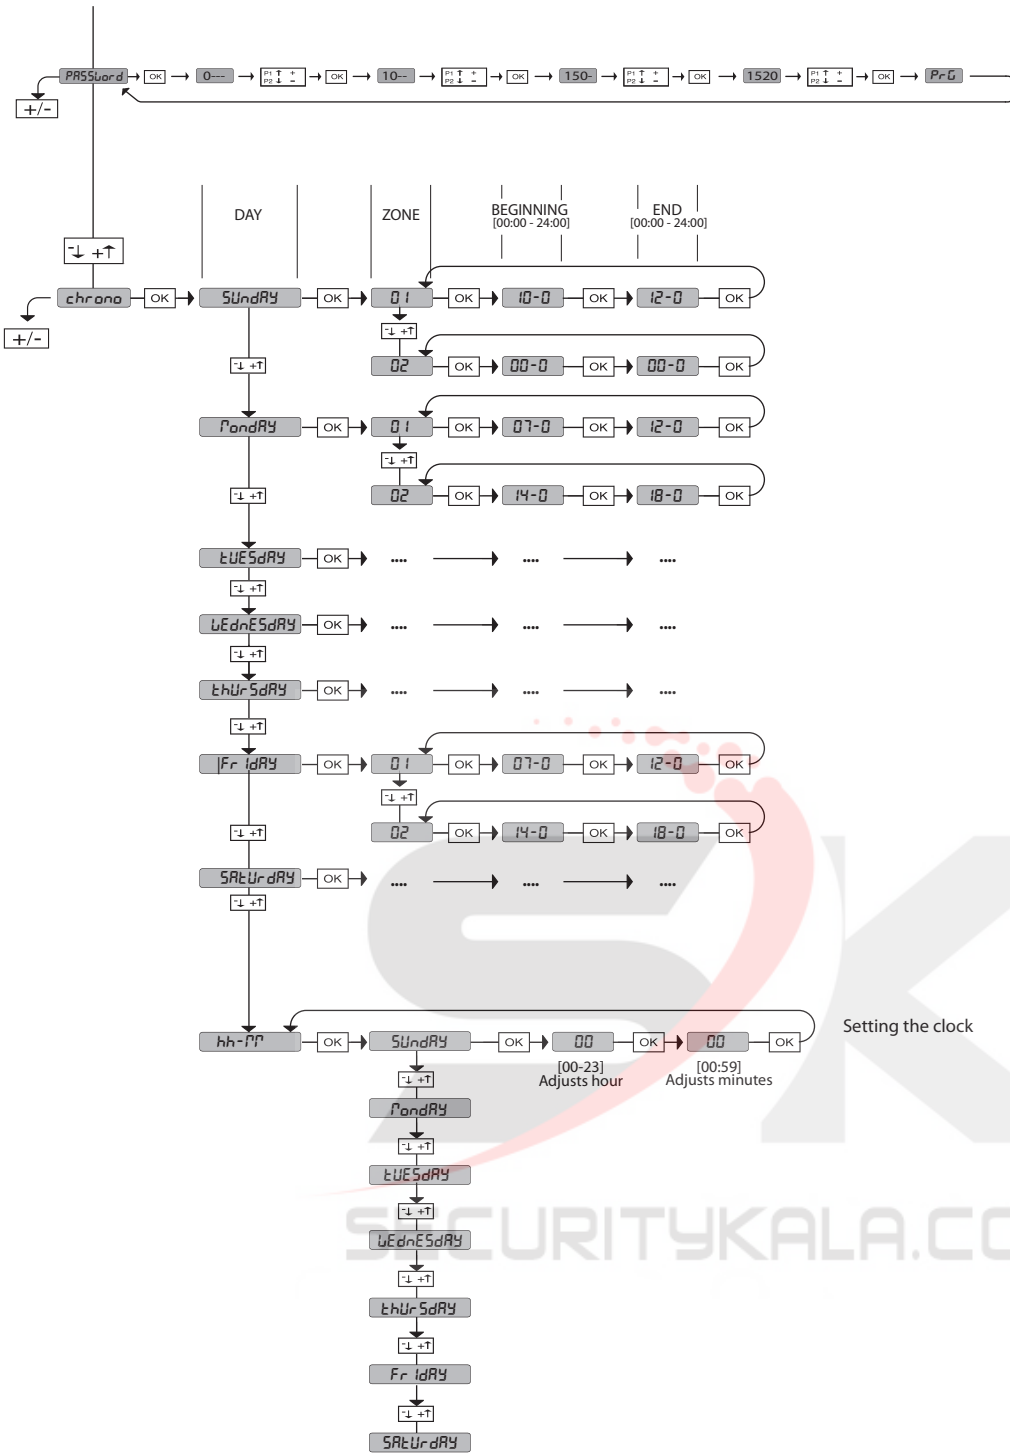 PASSword OK 0--- P1 ↑ + P2 ↓ - OK 10-- P1 ↑ + P2 ↓ - OK 150- P1 ↑ + P2 ↓ - OK 1520 P1 ↑ + P2 ↓ - OK PrG
+/-
DAY ZONE BEGINNING END
[00:00 - 24:00] [00:00 - 24:00]
-↓ +↑
chrono OK SUndAY OK 01 OK 10-0 OK 12-0 OK
+/-
-↓ +↑
-↓ +↑ 02 OK 00-0 OK 00-0 OK
MondAY OK 01 OK 07-0 OK 12-0 OK
-↓ +↑
-↓ +↑ 02 OK 14-0 OK 18-0 OK
tUESdAY OK .... .... ....
-↓ +↑
wEdnESdAY OK .... .... ....
-↓ +↑
thUrSdAY OK .... .... ....
-↓ +↑
FrIdAY OK 01 OK 07-0 OK 12-0 OK
-↓ +↑
-↓ +↑ 02 OK 14-0 OK 18-0 OK
SAtUrdAY OK .... .... ....
-↓ +↑
Setting the clock
hh-MM OK SUndAY OK 00 OK 00 OK
[00-23] [00:59]
Adjusts hour Adjusts minutes
-↓ +↑
MondAY
-↓ +↑
tUESdAY
-↓ +↑
wEdnESdAY
SECURITYKALA.CO
-↓ +↑
thUrSdAY
-↓ +↑
FrIdAY
-↓ +↑
SAtUrdAY